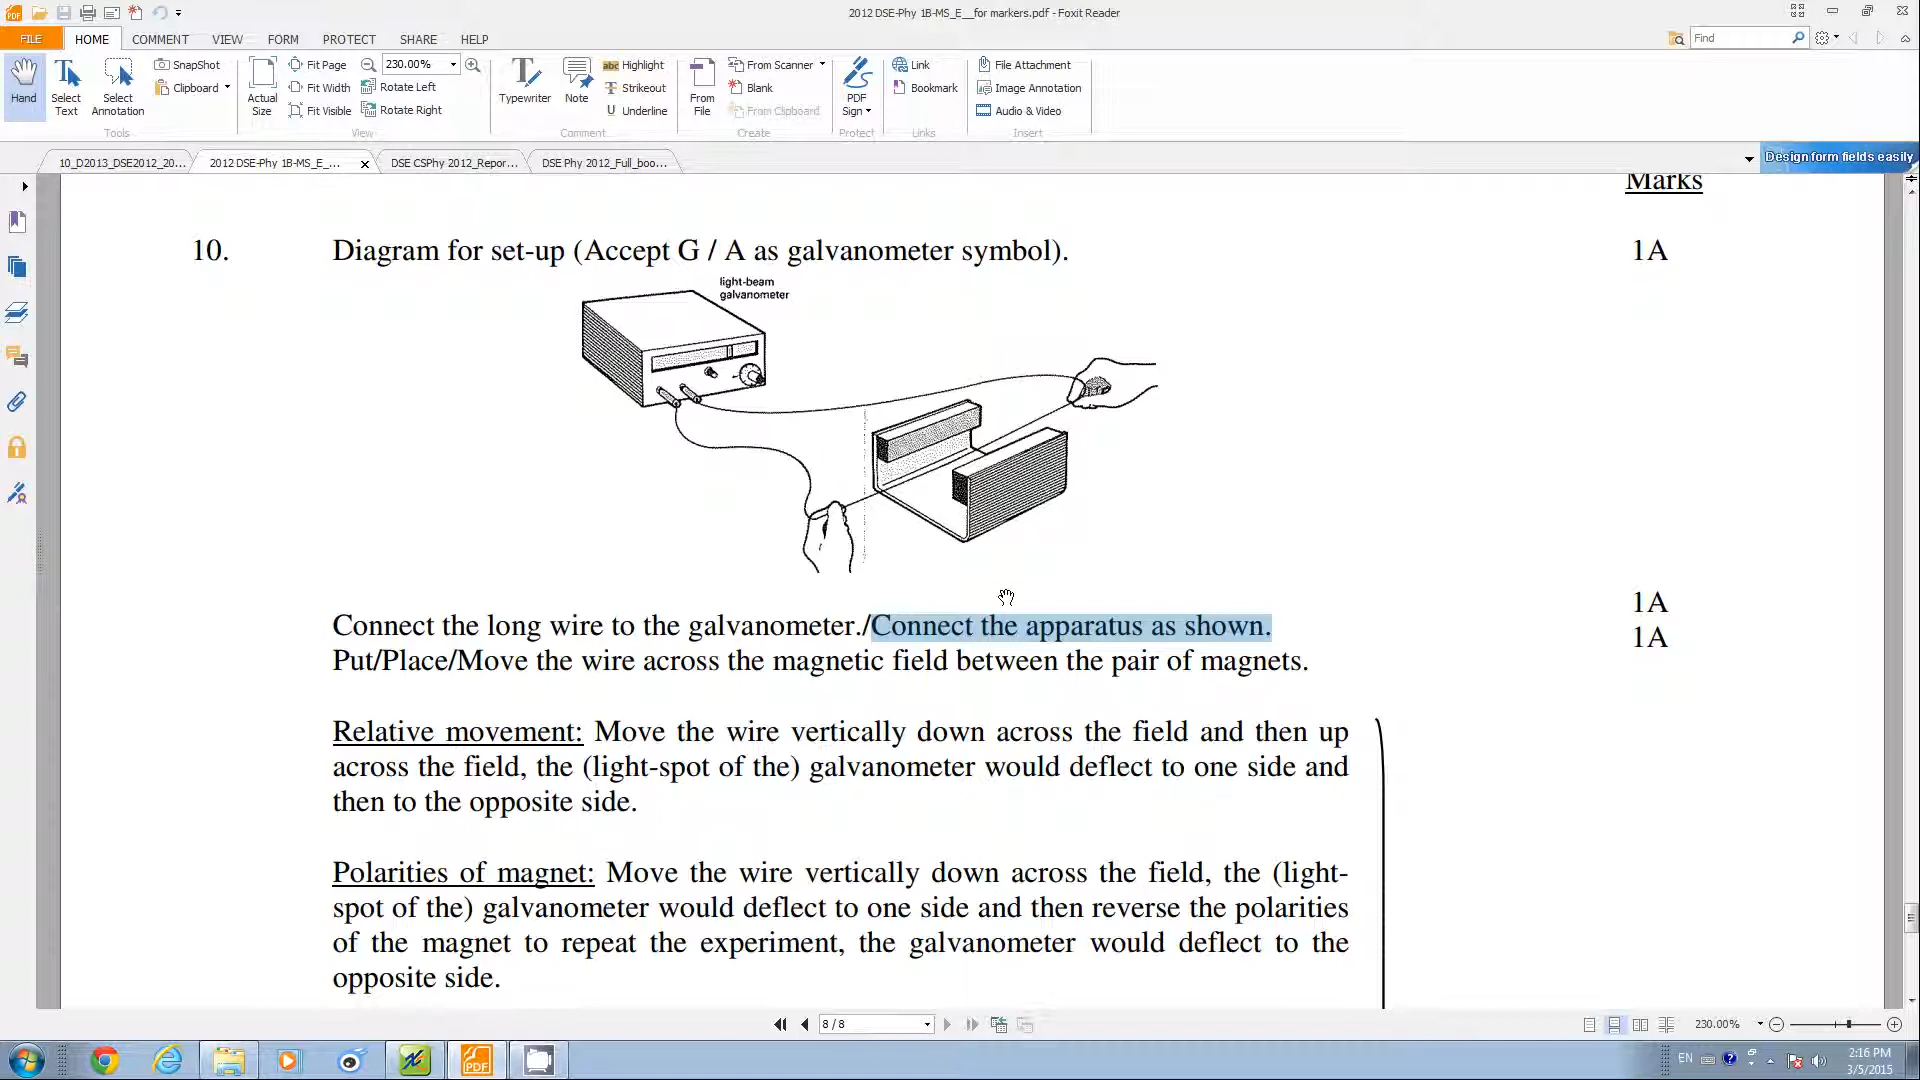 2012 DSE-Phy 1B-MS_E__for markers.pdf - Foxit Reader
FILE HOME COMMENT VIEW FORM PROTECT SHARE HELP
Find
Hand
Select Text
Select Annotation
SnapShot
Clipboard
Tools
Actual Size
Fit Page
Fit Width
Fit Visible
230.00%
Rotate Left
Rotate Right
View
Typewriter
Note
Highlight
Strikeout
Underline
Comment
From File
From Scanner
Blank
From Clipboard
Create
PDF Sign
Protect
Link
Bookmark
Links
File Attachment
Image Annotation
Audio & Video
Insert
10_D2013_DSE2012_20...
2012 DSE-Phy 1B-MS_E_...
DSE CSPhy 2012_Repor...
DSE Phy 2012_Full_boo...
Design form fields easily
Marks
10. Diagram for set-up (Accept G / A as galvanometer symbol). 1A
light-beam
galvanometer
1A
Connect the long wire to the galvanometer./Connect the apparatus as shown.
1A
Put/Place/Move the wire across the magnetic field between the pair of magnets.
Relative movement: Move the wire vertically down across the field and then up
across the field, the (light-spot of the) galvanometer would deflect to one side and
then to the opposite side.
Polarities of magnet: Move the wire vertically down across the field, the (light-
spot of the) galvanometer would deflect to one side and then reverse the polarities
of the magnet to repeat the experiment, the galvanometer would deflect to the
opposite side.
8 / 8
230.00%
EN
2:16 PM
3/5/2015